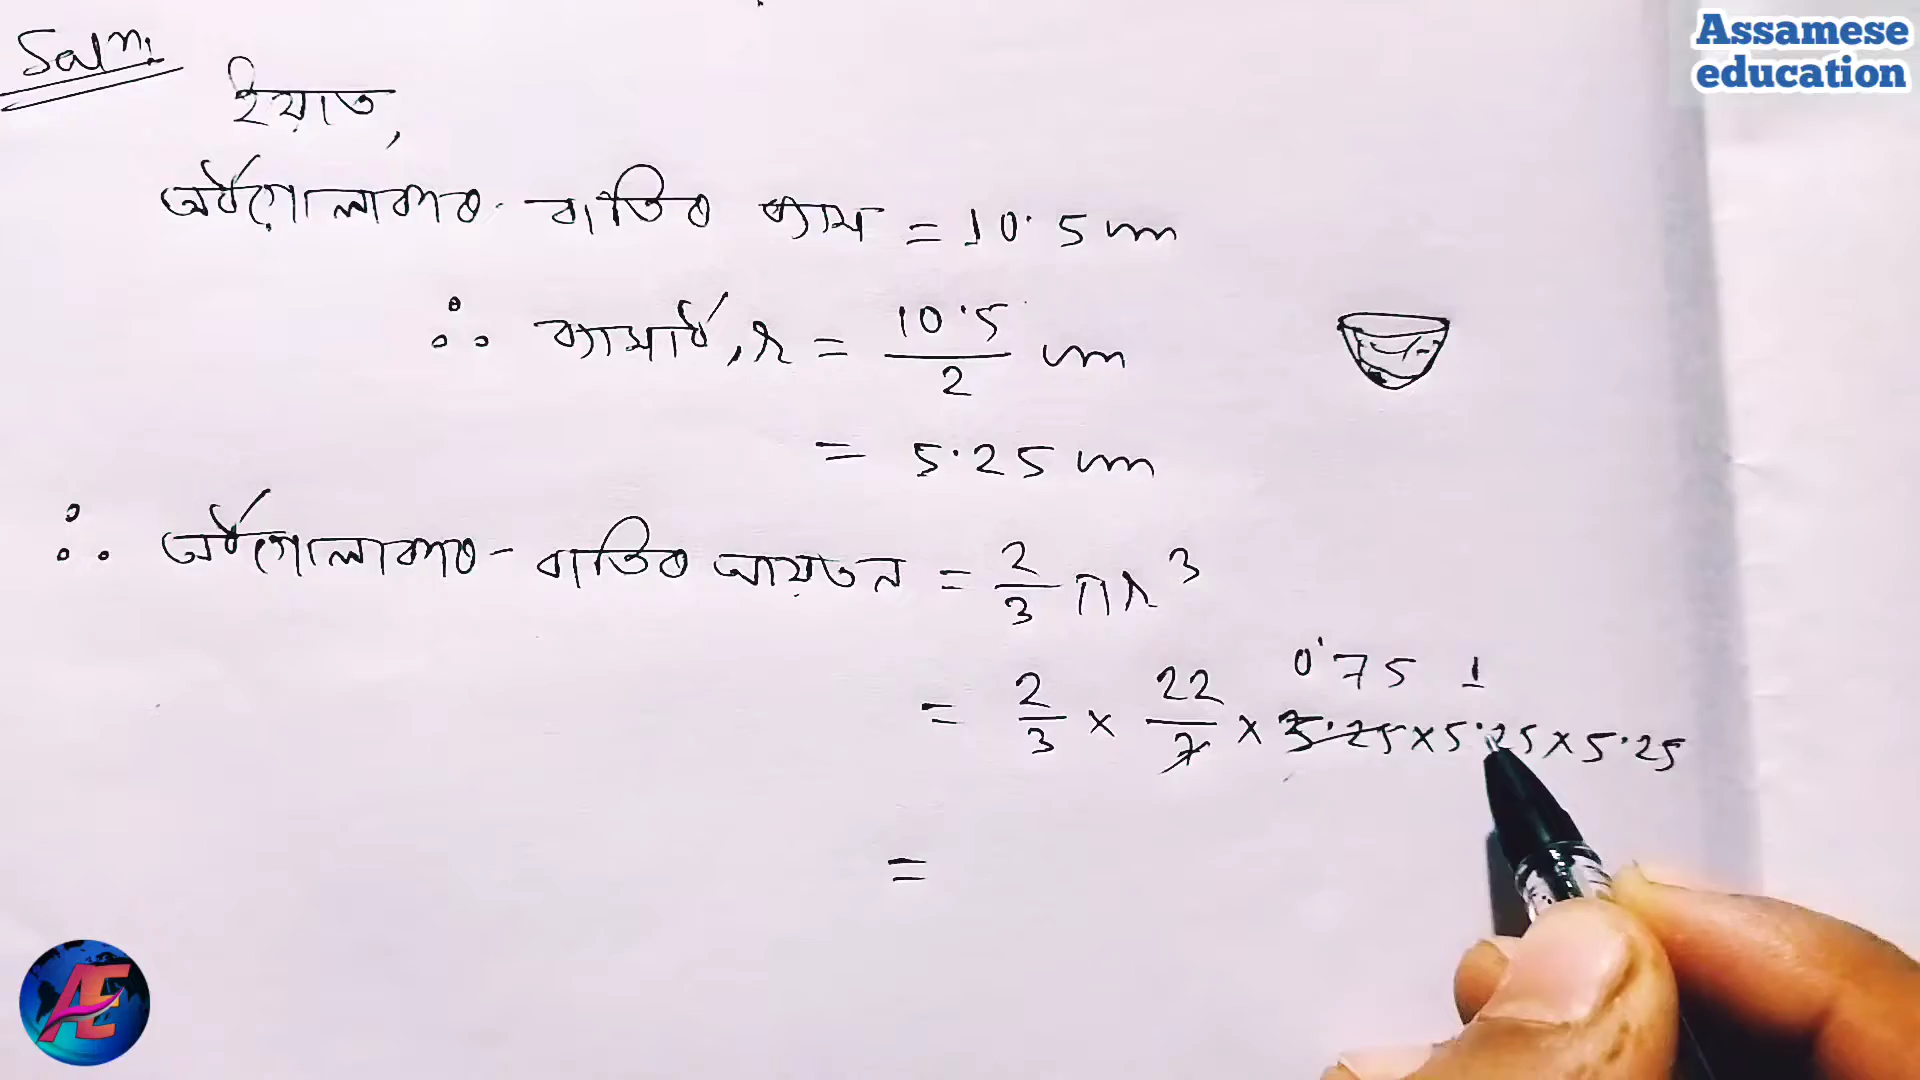 Assamese
education
Solⁿ:
ইয়াত,
অৰ্ধগোলাকাৰ বাতিৰ ব্যাস = 10.5 cm
∴ ব্যাসাৰ্ধ, r = 10.5/2 cm
= 5.25 cm
∴ অৰ্ধগোলাকাৰ - বাতিৰ আয়তন = 2/3 πr³
0.75 1
= 2/3 × 22/7 × 5.25 × 5.25 × 5.25
=
AE